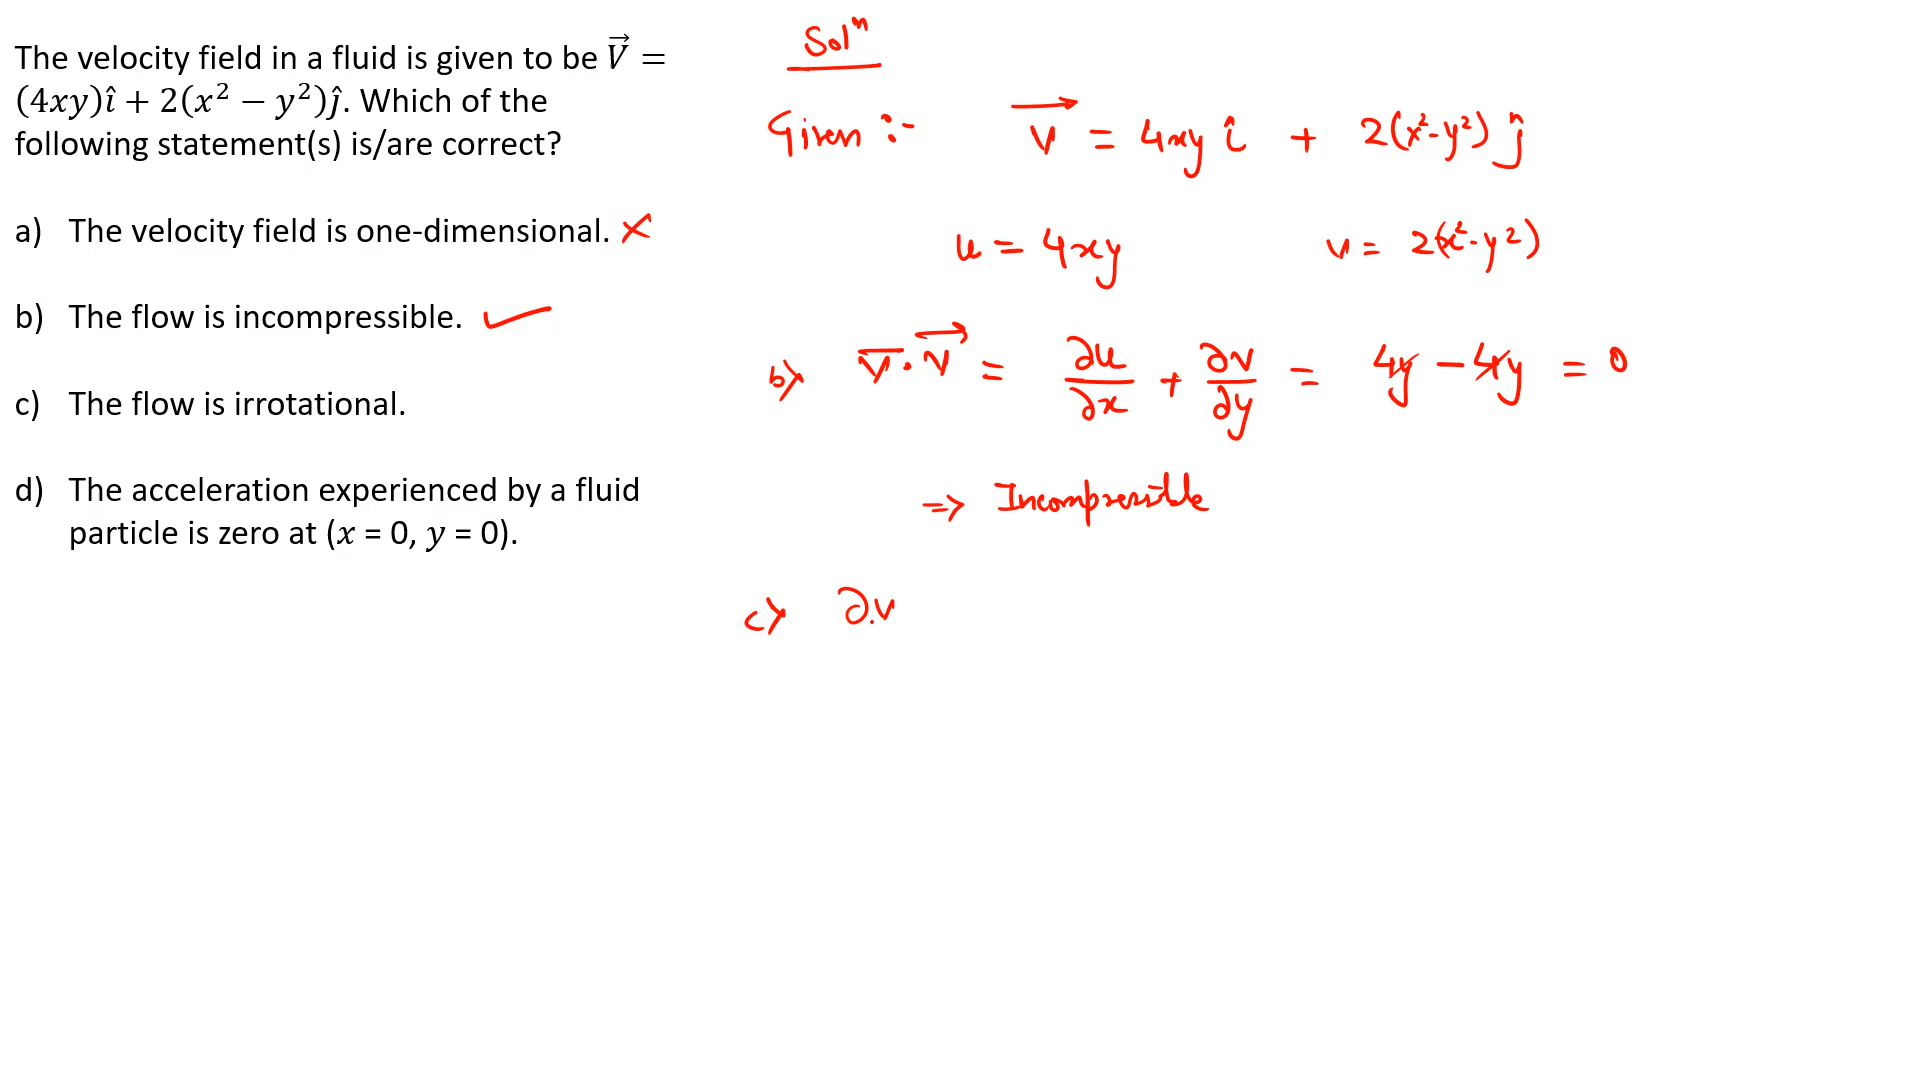 The velocity field in a fluid is given to be V⃗ =
(4xy)î + 2(x² − y²)ĵ. Which of the
following statement(s) is/are correct?
a) The velocity field is one-dimensional. ✗
b) The flow is incompressible. ✓
c) The flow is irrotational.
d) The acceleration experienced by a fluid
particle is zero at (x = 0, y = 0).
Solⁿ
Given :- V⃗ = 4xy î + 2(x²-y²) ĵ
u = 4xy v = 2(x²-y²)
b) ∇·V⃗ = ∂u/∂x + ∂v/∂y = 4y - 4y = 0
⇒ Incompressible
c) ∂v